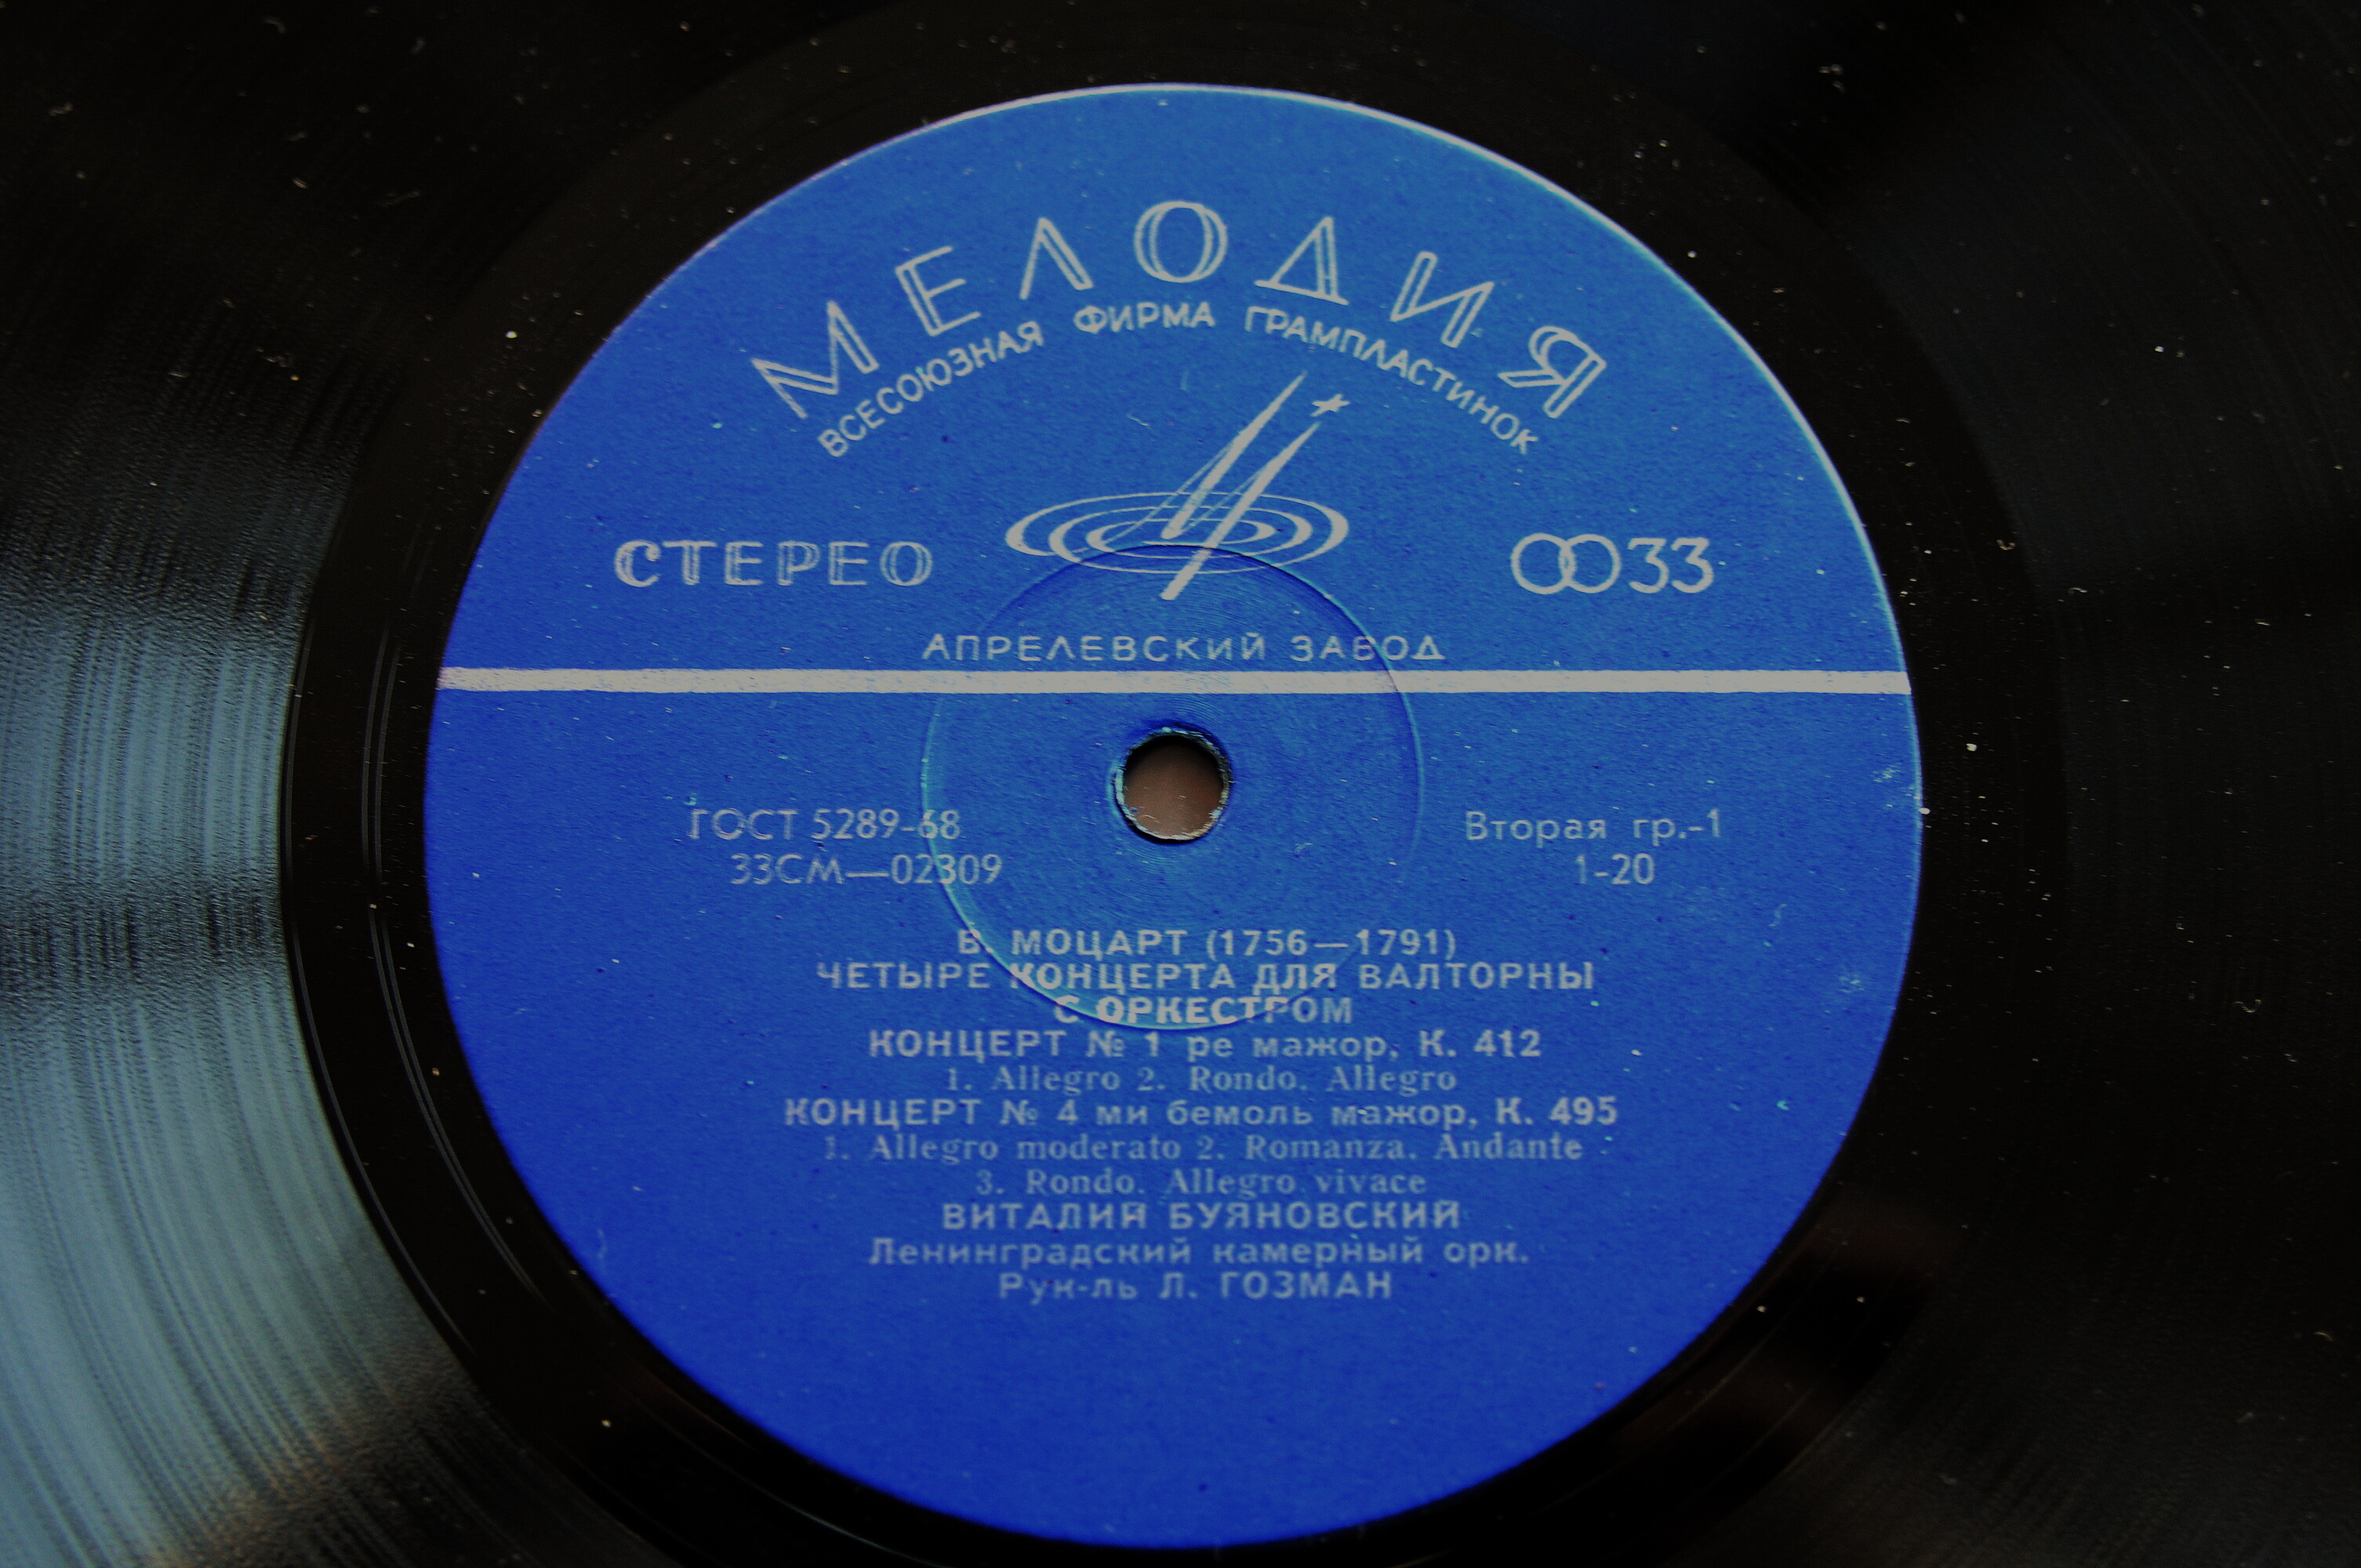 МЕЛОДИЯ
ВСЕСОЮЗНАЯ ФИРМА ГРАМПЛАСТИНОК
СТЕРЕО
33
АПРЕЛЕВСКИЙ ЗАВОД
ГОСТ 5289-68
Вторая гр.-1
33СМ—02309
1-20
В. МОЦАРТ (1756—1791)
ЧЕТЫРЕ КОНЦЕРТА ДЛЯ ВАЛТОРНЫ
С ОРКЕСТРОМ
КОНЦЕРТ № 1 ре мажор, К. 412
1. Allegro 2. Rondo. Allegro
КОНЦЕРТ № 4 ми бемоль мажор, К. 495
1. Allegro moderato 2. Romanza. Andante
3. Rondo. Allegro vivace
ВИТАЛИЙ БУЯНОВСКИЙ
Ленинградский камерный орк.
Рук-ль Л. ГОЗМАН